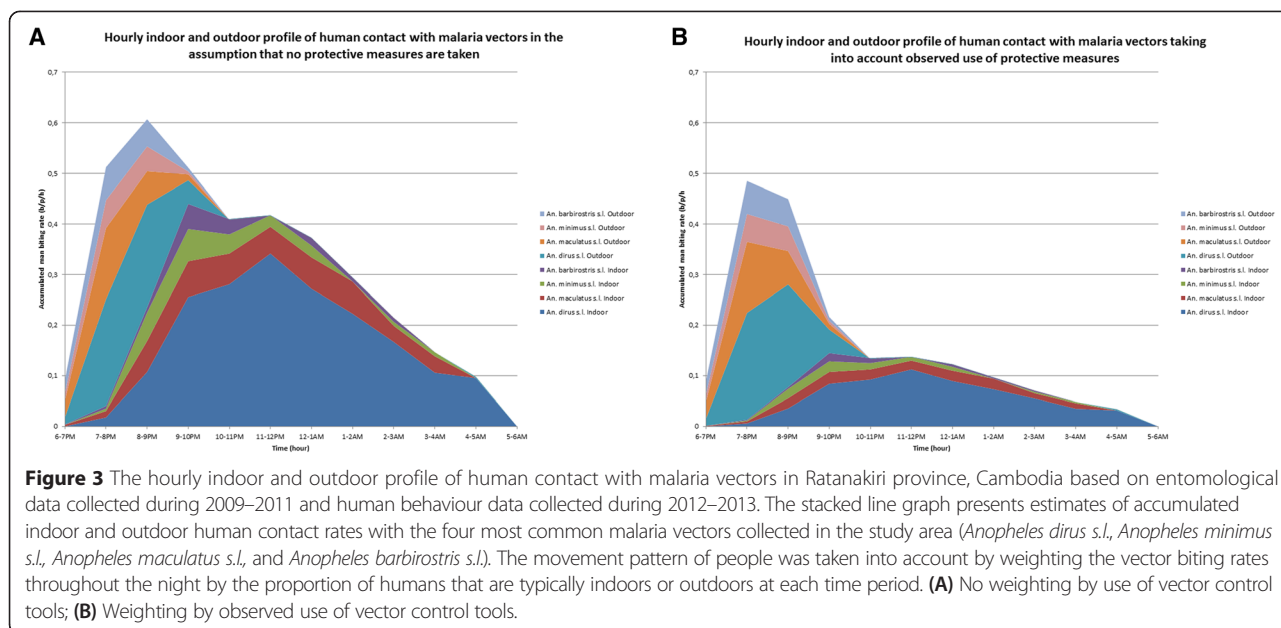 A
Hourly indoor and outdoor profile of human contact with malaria vectors in the
assumption that no protective measures are taken
0,7
0,6
0,5
0,4
0,3
0,2
0,1
0
Accumulated man biting rate (b/p/h)
6-7PM 7-8PM 8-9PM 9-10PM 10-11PM 11-12PM 12-1AM 1-2AM 2-3AM 3-4AM 4-5AM 5-6AM
Time (hour)
An. barbirostris s.l. Outdoor
An. minimus s.l. Outdoor
An. maculatus s.l. Outdoor
An. dirus s.l. Outdoor
An. barbirostris s.l. Indoor
An. minimus s.l. Indoor
An. maculatus s.l. Indoor
An. dirus s.l. Indoor
B
Hourly indoor and outdoor profile of human contact with malaria vectors taking
into account observed use of protective measures
0,7
0,6
0,5
0,4
0,3
0,2
0,1
0
Accumulated man biting rate (b/p/h)
6-7PM 7-8PM 8-9PM 9-10PM 10-11PM 11-12PM 12-1AM 1-2AM 2-3AM 3-4AM 4-5AM 5-6AM
Time (hour)
An. barbirostris s.l. Outdoor
An. minimus s.l. Outdoor
An. maculatus s.l. Outdoor
An. dirus s.l. Outdoor
An. barbirostris s.l. Indoor
An. minimus s.l. Indoor
An. maculatus s.l. Indoor
An. dirus s.l. Indoor
Figure 3 The hourly indoor and outdoor profile of human contact with malaria vectors in Ratanakiri province, Cambodia based on entomological
data collected during 2009–2011 and human behaviour data collected during 2012–2013. The stacked line graph presents estimates of accumulated
indoor and outdoor human contact rates with the four most common malaria vectors collected in the study area (Anopheles dirus s.l., Anopheles minimus
s.l., Anopheles maculatus s.l., and Anopheles barbirostris s.l.). The movement pattern of people was taken into account by weighting the vector biting rates
throughout the night by the proportion of humans that are typically indoors or outdoors at each time period. (A) No weighting by use of vector control
tools; (B) Weighting by observed use of vector control tools.